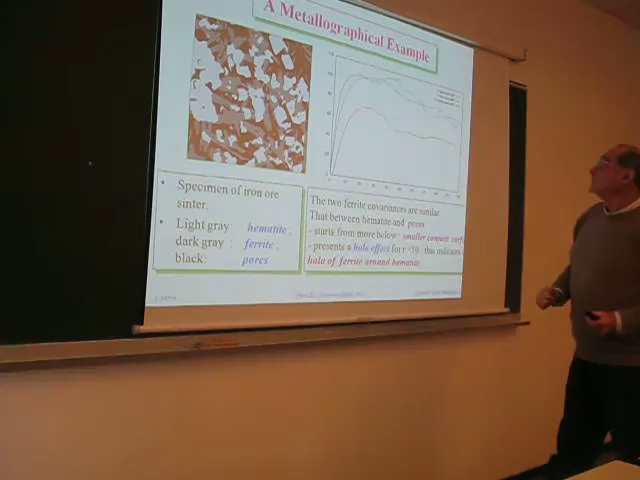 A Metallographical Example
• Specimen of iron ore
sinter.
• Light gray : hematite ;
dark gray : ferrite ;
black: pores
The two ferrite covariances are similar.
That between hematite and pores
- starts from more below : smaller contact surf
- presents a hole effect for r =30 : this indicates
halo of ferrite around hematite.